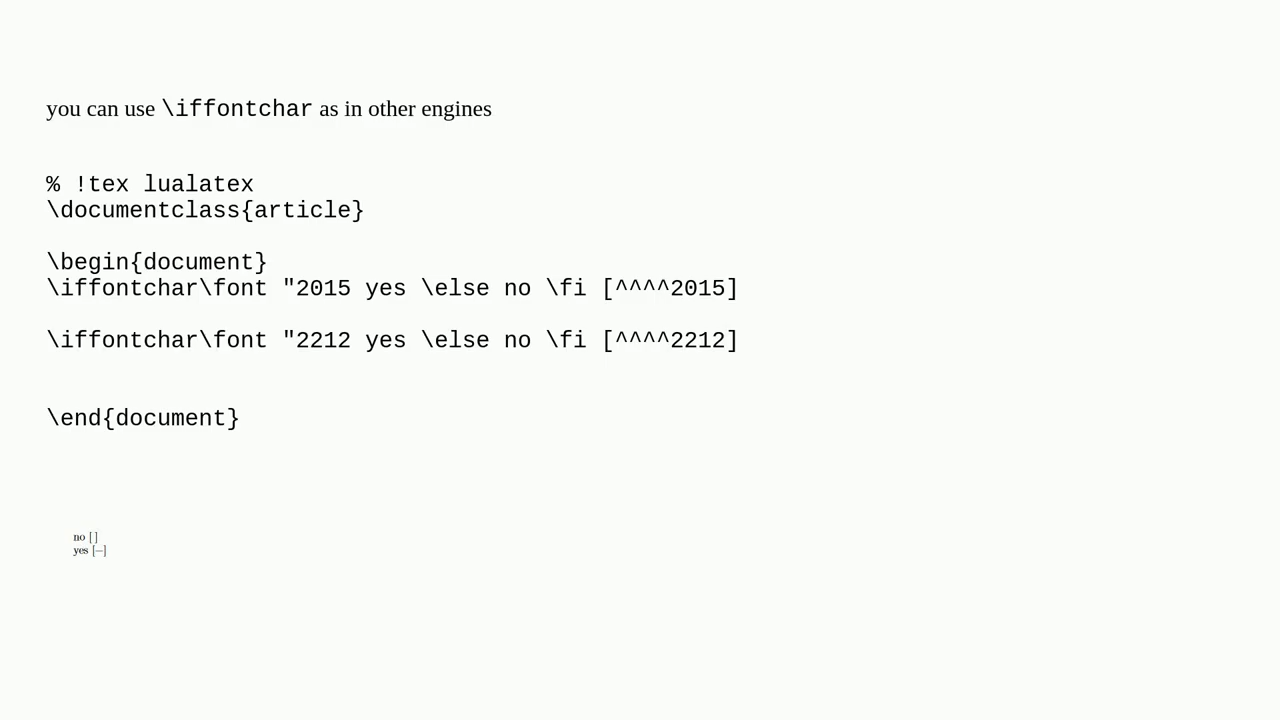 you can use \iffontchar as in other engines
% !tex lualatex
\documentclass{article}
\begin{document}
\iffontchar\font "2015 yes \else no \fi [^^^^2015]
\iffontchar\font "2212 yes \else no \fi [^^^^2212]
\end{document}
no [ ]
yes [−]